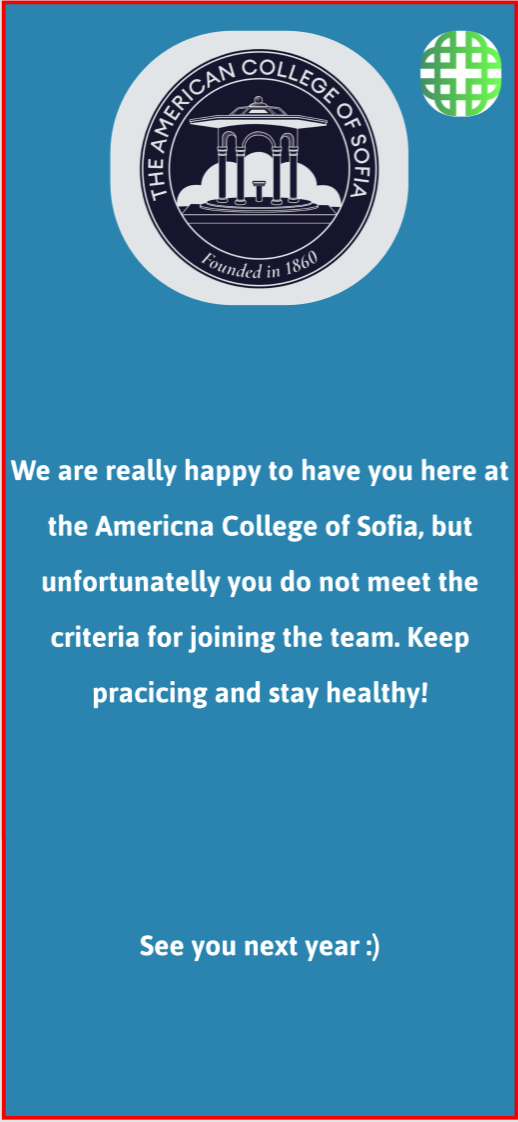 THE AMERICAN COLLEGE OF SOFIA
Founded in 1860
We are really happy to have you here at
the Americna College of Sofia, but
unfortunatelly you do not meet the
criteria for joining the team. Keep
pracicing and stay healthy!
See you next year :)